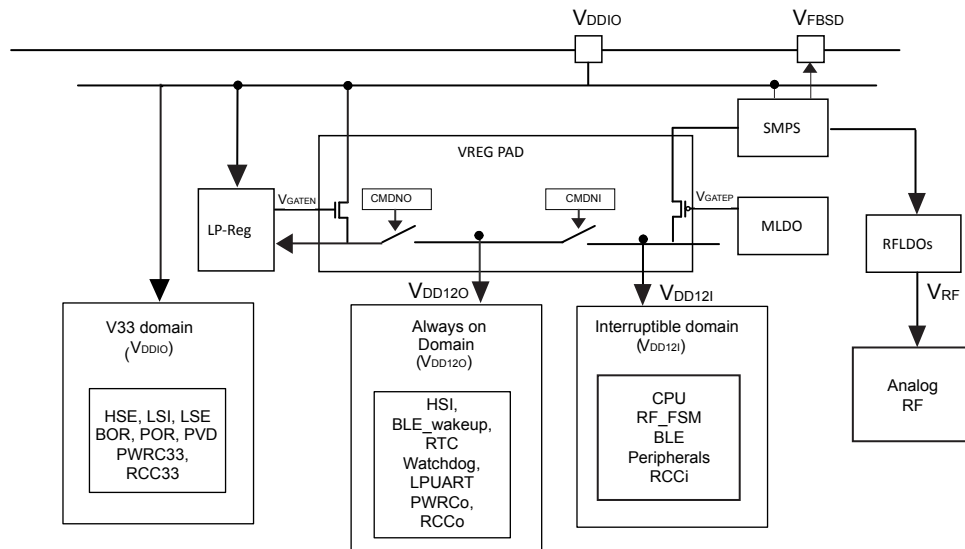 VDDIO
VFBSD
SMPS
VREG PAD
VGATEN
CMDNO
CMDNI
VGATEP
LP-Reg
MLDO
RFLDOs
VDD12O
VDD12I
VRF
V33 domain
(VDDIO)
HSE, LSI, LSE
BOR, POR, PVD
PWRC33,
RCC33
Always on
Domain
(VDD12O)
HSI,
BLE_wakeup,
RTC
Watchdog,
LPUART
PWRCo,
RCCo
Interruptible domain
(VDD12I)
CPU
RF_FSM
BLE
Peripherals
RCCi
Analog
RF